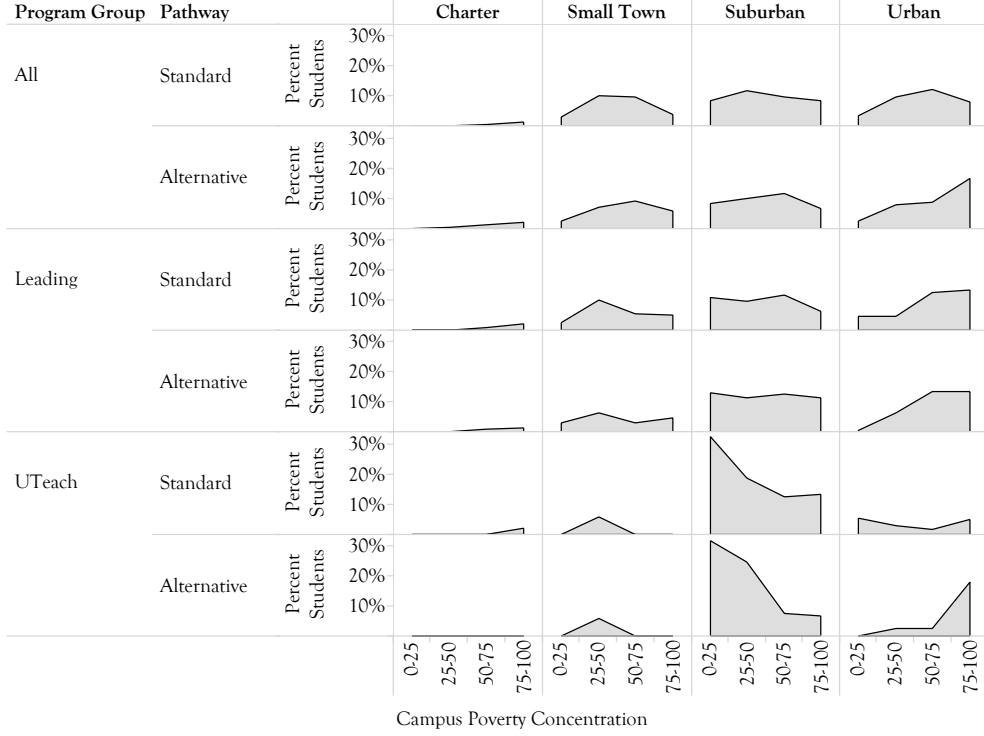 Program Group Pathway Charter Small Town Suburban Urban
All Standard Percent Students 30% 20% 10%
Alternative Percent Students 30% 20% 10%
Leading Standard Percent Students 30% 20% 10%
Alternative Percent Students 30% 20% 10%
UTeach Standard Percent Students 30% 20% 10%
Alternative Percent Students 30% 20% 10%
0-25 25-50 50-75 75-100 0-25 25-50 50-75 75-100 0-25 25-50 50-75 75-100 0-25 25-50 50-75 75-100
Campus Poverty Concentration